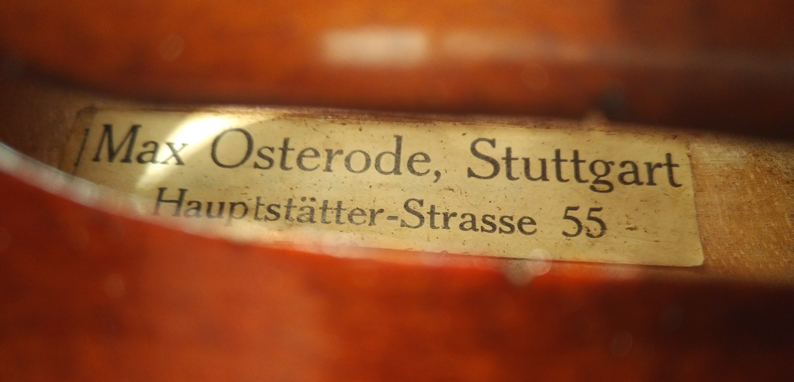 Max Osterode, Stuttgart
Hauptstätter-Strasse 55